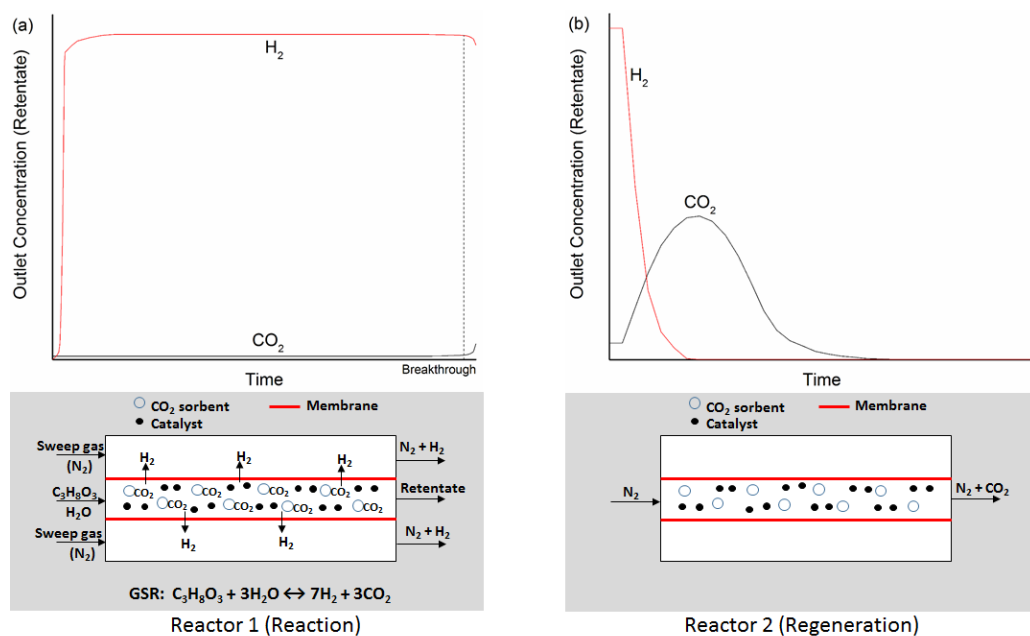 (a)
Outlet Concentration (Retentate)
H₂
CO₂
Breakthrough
Time
CO₂ sorbent
Membrane
Catalyst
Sweep gas
(N₂)
C₃H₈O₃
H₂O
Sweep gas
(N₂)
H₂
H₂
H₂
CO₂
CO₂
CO₂
CO₂
CO₂
CO₂
CO₂
CO₂
H₂
H₂
N₂ + H₂
Retentate
N₂ + H₂
GSR: C₃H₈O₃ + 3H₂O ↔ 7H₂ + 3CO₂
Reactor 1 (Reaction)
(b)
Outlet Concentration (Retentate)
H₂
CO₂
Time
CO₂ sorbent
Membrane
Catalyst
N₂
N₂ + CO₂
Reactor 2 (Regeneration)